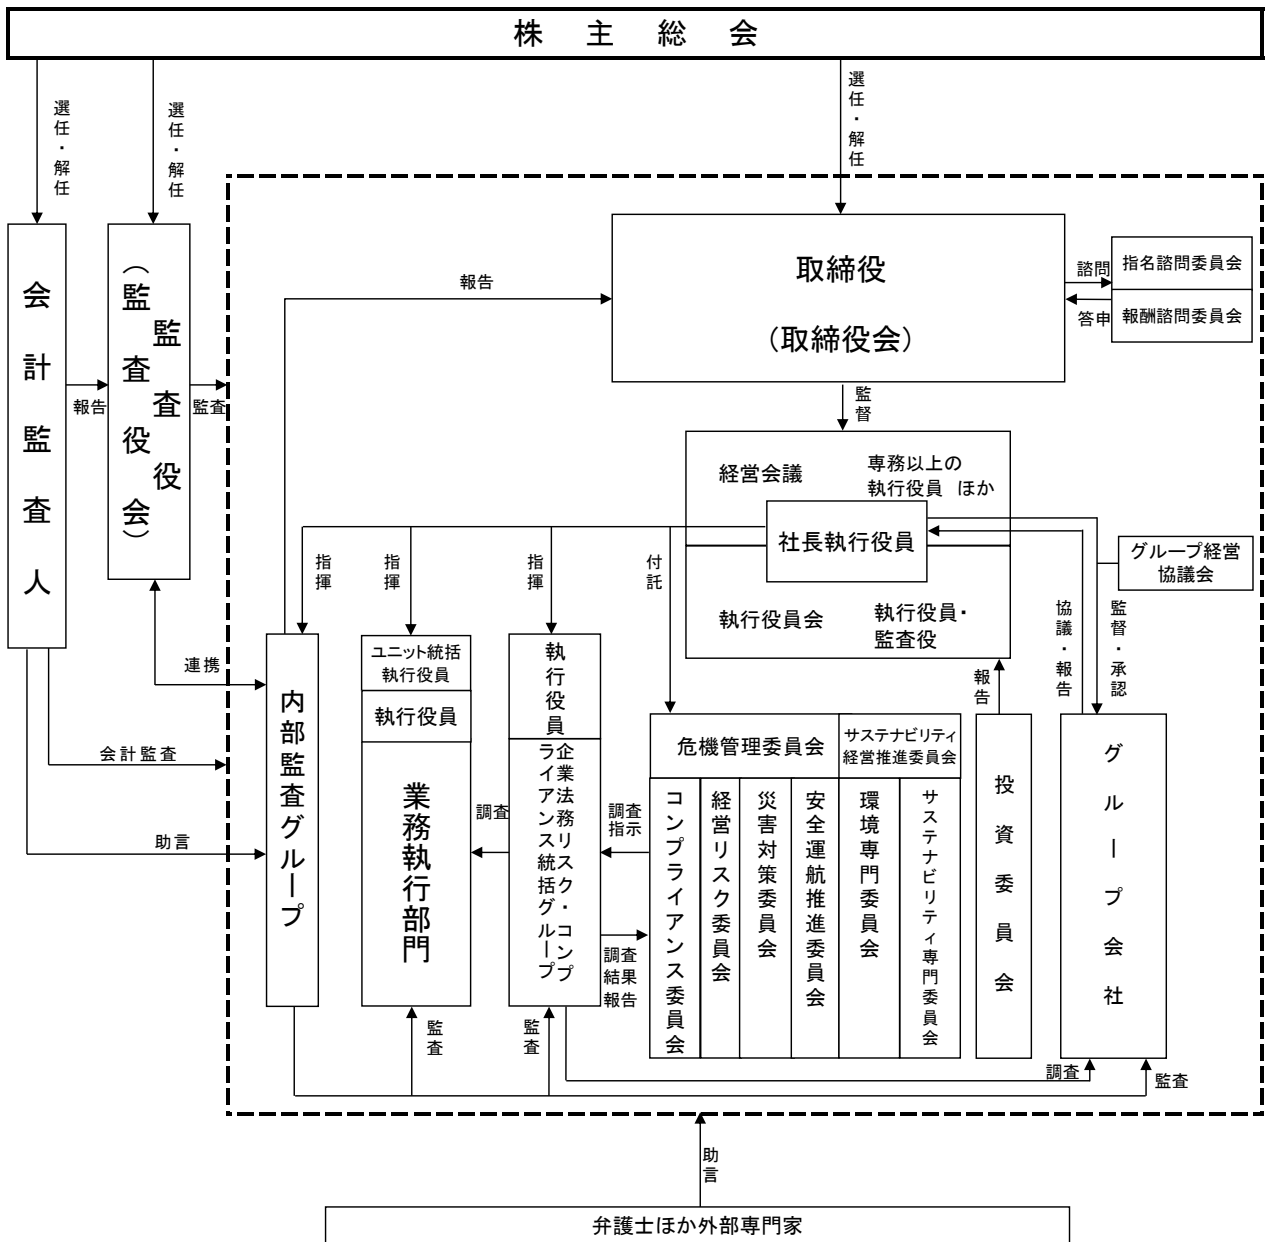 株主総会
選任・解任
選任・解任
選任・解任
会計監査人
監査役
（監査役会）
報告
監査
報告
取締役
（取締役会）
諮問
答申
指名諮問委員会
報酬諮問委員会
監督
経営会議
専務以上の
執行役員　ほか
社長執行役員
執行役員会
執行役員・
監査役
グループ経営
協議会
指揮
指揮
指揮
付託
協議・報告
監督・承認
報告
連携
会計監査
助言
内部監査グループ
ユニット統括
執行役員
執行役員
業務執行部門
執行役員
企業法務リスク・コンプ
ライアンス統括グループ
調査
調査
指示
調査
結果
報告
危機管理委員会
サステナビリティ
経営推進委員会
コンプライアンス委員会
経営リスク委員会
災害対策委員会
安全運航推進委員会
環境専門委員会
サステナビリティ専門委員会
投資委員会
グループ会社
監査
監査
調査
監査
助言
弁護士ほか外部専門家